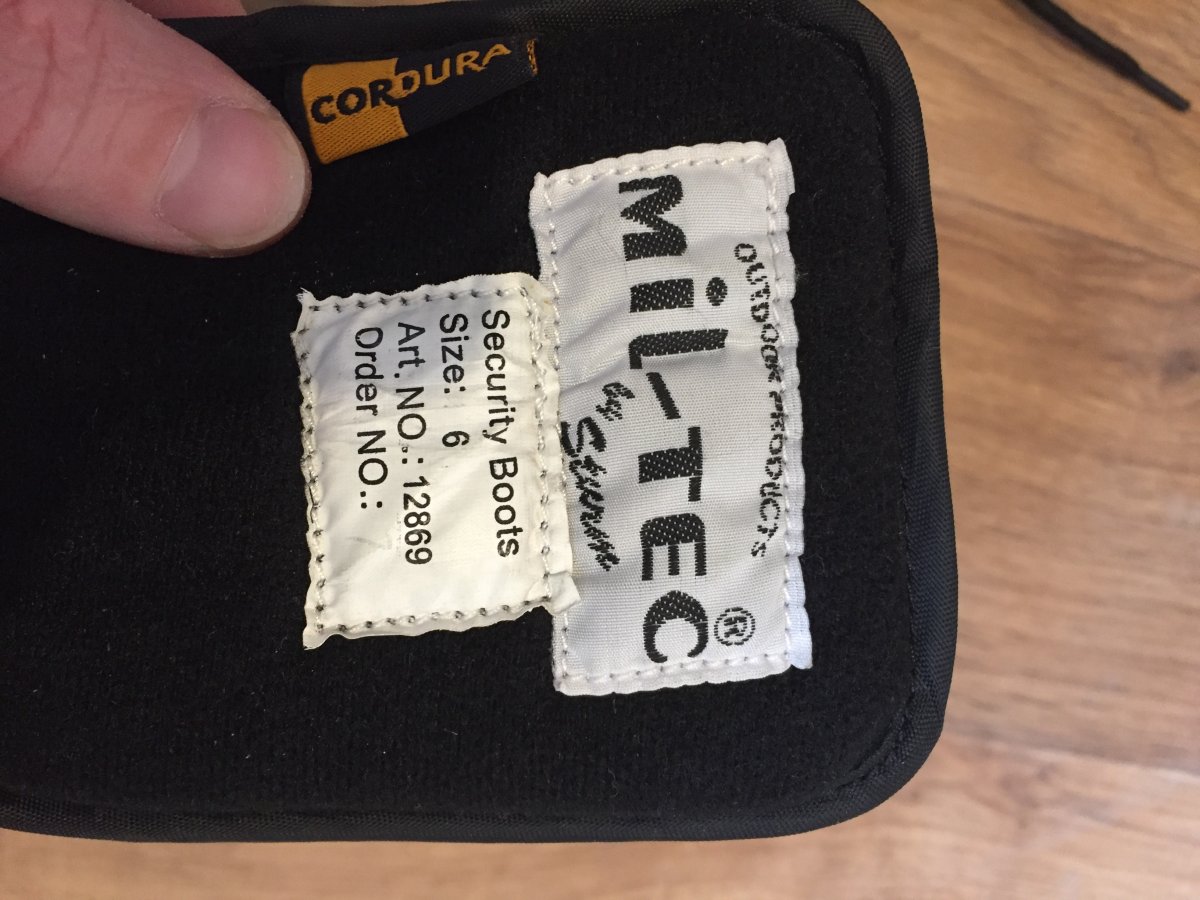 CORDURA
OUTDOOR PRODUCTS
MiL-TEC ®
by Sturm
Security Boots
Size: 6
Art. NO.: 12869
Order NO.: